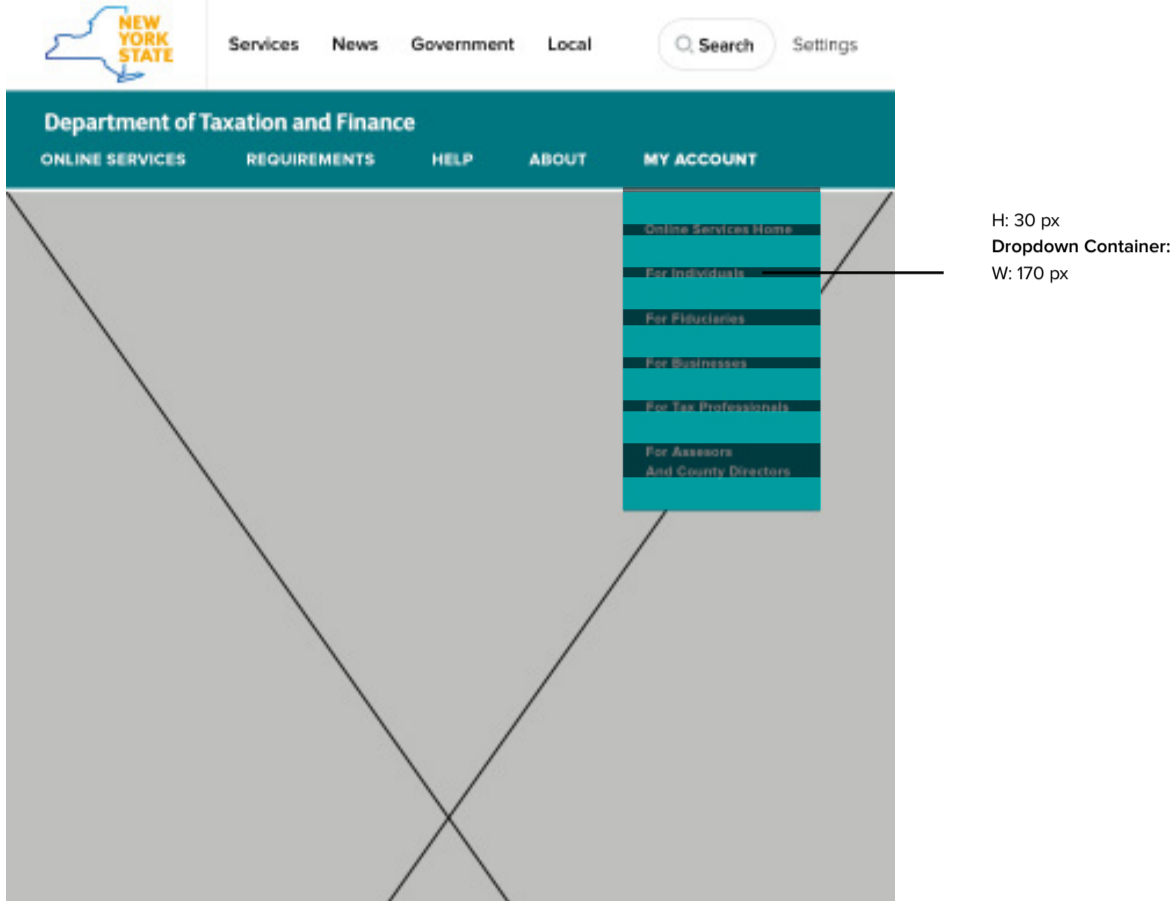 NEW
YORK
STATE
Services News Government Local Search Settings
Department of Taxation and Finance
ONLINE SERVICES REQUIREMENTS HELP ABOUT MY ACCOUNT
Online Services Home
For Individuals
For Fiduciaries
For Businesses
For Tax Professionals
For Assesors
And County Directors
H: 30 px
Dropdown Container:
W: 170 px